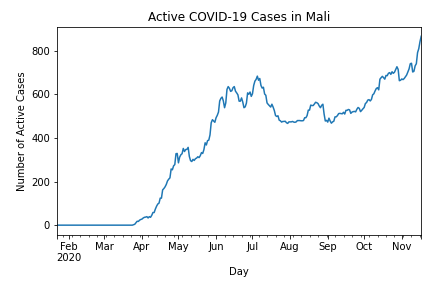 Active COVID-19 Cases in Mali
Number of Active Cases
800
600
400
200
0
Feb Mar Apr May Jun Jul Aug Sep Oct Nov
2020
Day